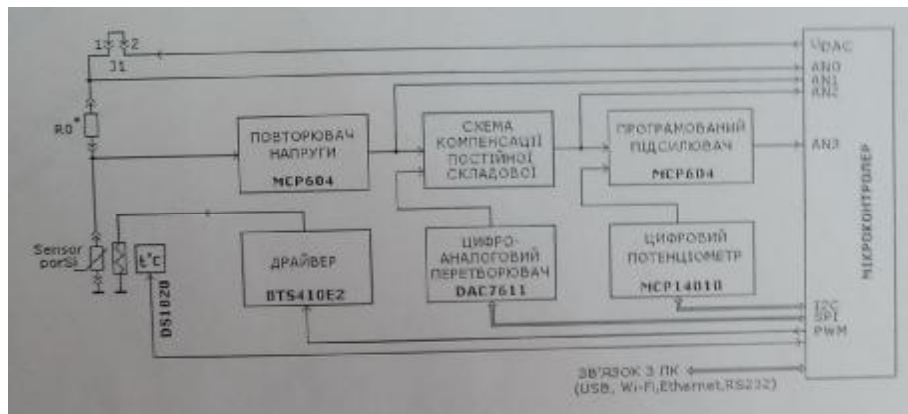 1 2
J1
UDAC
AN0
AN1
AN2
R0*
ПОВТОРЮВАЧ
НАПРУГИ
MCP604
СХЕМА
КОМПЕНСАЦІЇ
ПОСТІЙНОЇ
СКЛАДОВОЇ
ПРОГРАМОВАНИЙ
ПІДСИЛЮВАЧ
MCP604
AN3
МІКРОКОНТРОЛЕР
Sensor
porSi
t°C
DS1820
ДРАЙВЕР
BTS410E2
ЦИФРО-
АНАЛОГОВИЙ
ПЕРЕТВОРЮВАЧ
DAC7611
ЦИФРОВИЙ
ПОТЕНЦІОМЕТР
MCP14010
I2C
SPI
PWM
ЗВ'ЯЗОК З ПК
(USB, Wi-Fi,Ethernet,RS232)